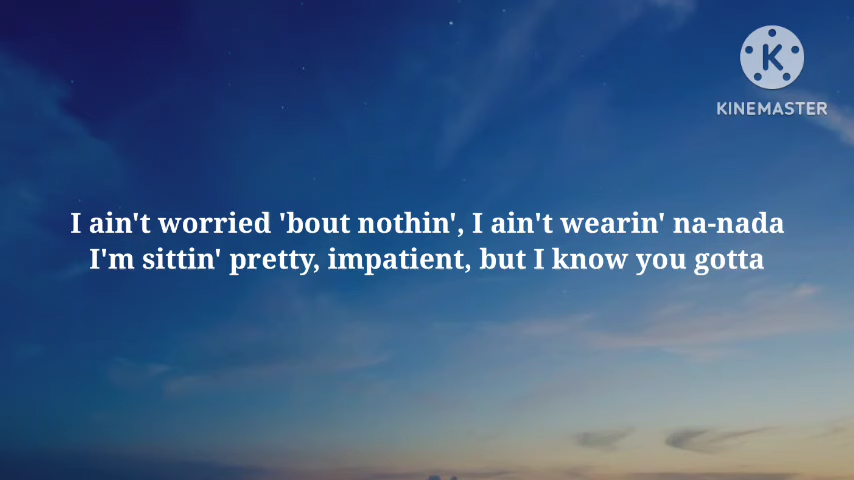 K
KINEMASTER
I ain't worried 'bout nothin', I ain't wearin' na-nada
I'm sittin' pretty, impatient, but I know you gotta